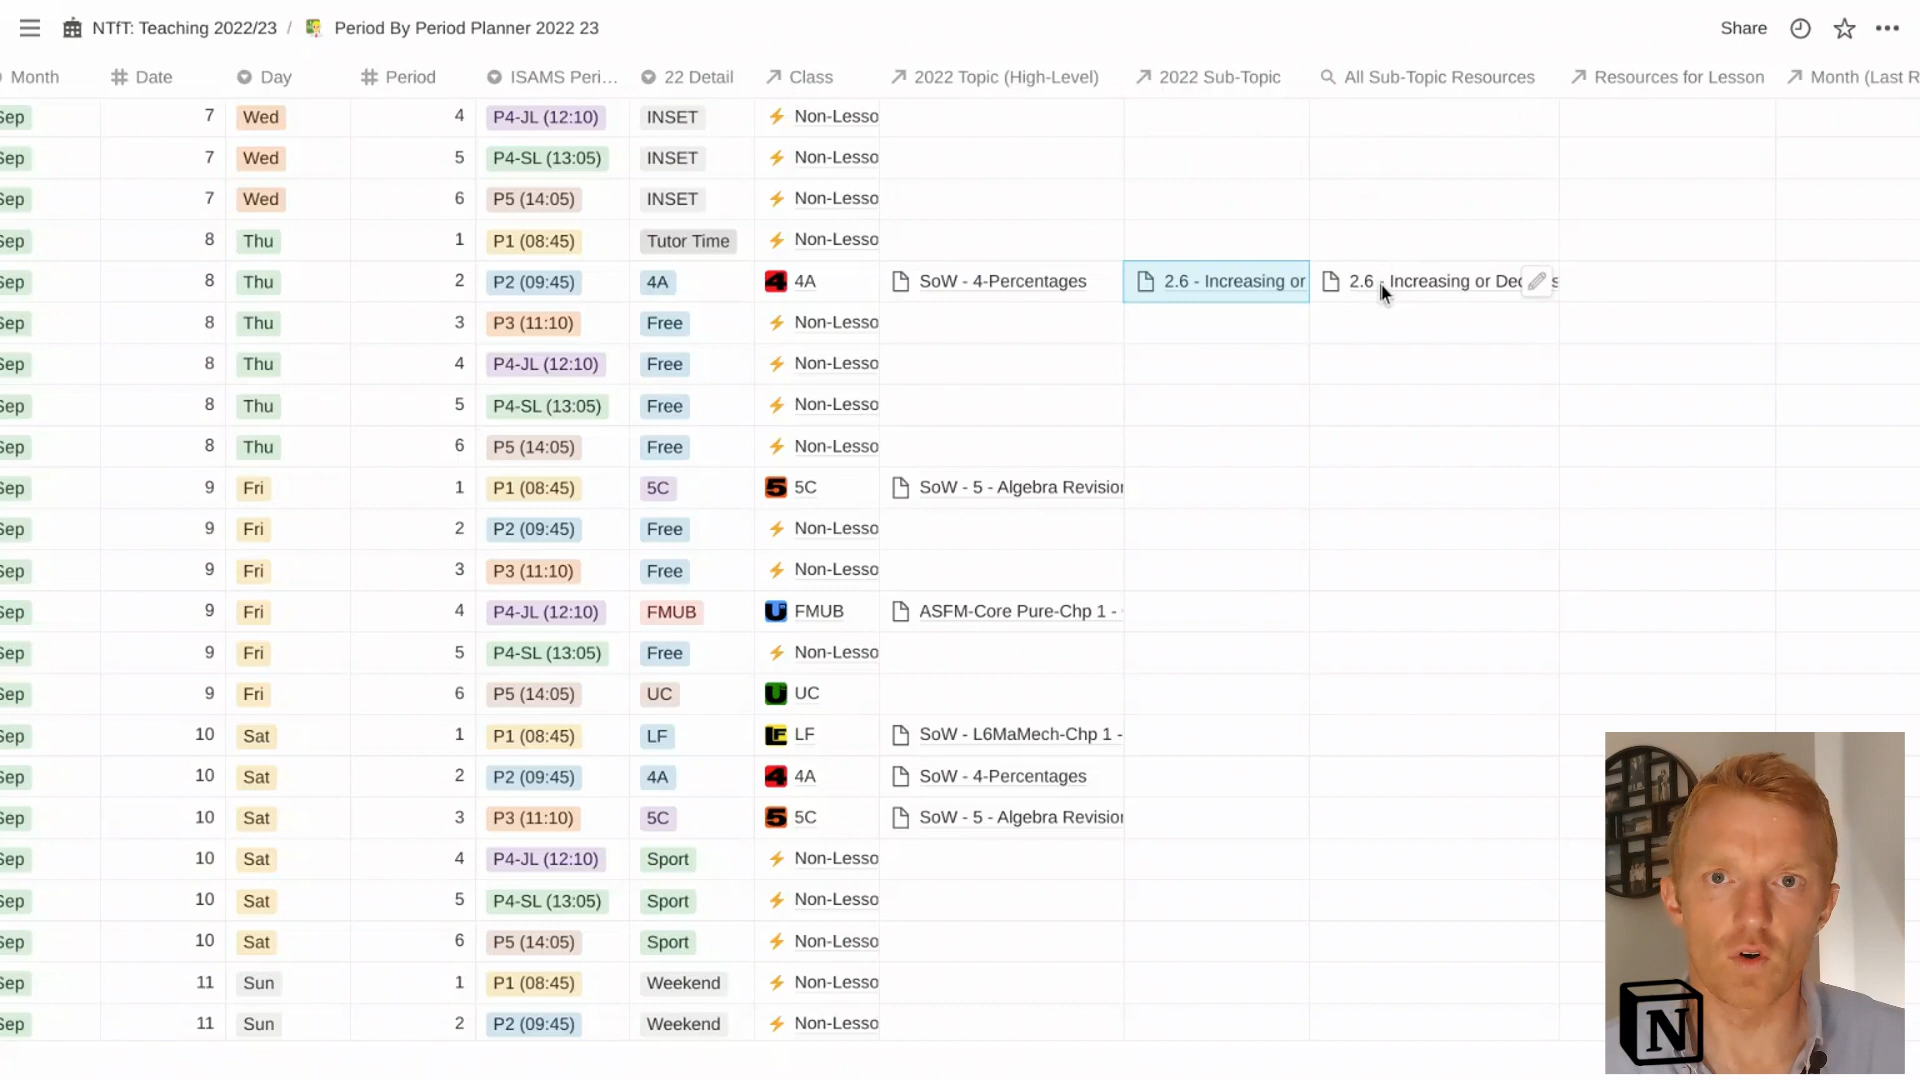 NTfT: Teaching 2022/23 / Period By Period Planner 2022 23 Share
Month Date Day Period ISAMS Peri... 22 Detail Class 2022 Topic (High-Level) 2022 Sub-Topic All Sub-Topic Resources Resources for Lesson Month (Last R
Sep 7 Wed 4 P4-JL (12:10) INSET Non-Lesso
Sep 7 Wed 5 P4-SL (13:05) INSET Non-Lesso
Sep 7 Wed 6 P5 (14:05) INSET Non-Lesso
Sep 8 Thu 1 P1 (08:45) Tutor Time Non-Lesso
Sep 8 Thu 2 P2 (09:45) 4A 4 4A SoW - 4-Percentages 2.6 - Increasing or 2.6 - Increasing or Dec s
Sep 8 Thu 3 P3 (11:10) Free Non-Lesso
Sep 8 Thu 4 P4-JL (12:10) Free Non-Lesso
Sep 8 Thu 5 P4-SL (13:05) Free Non-Lesso
Sep 8 Thu 6 P5 (14:05) Free Non-Lesso
Sep 9 Fri 1 P1 (08:45) 5C 5 5C SoW - 5 - Algebra Revision
Sep 9 Fri 2 P2 (09:45) Free Non-Lesso
Sep 9 Fri 3 P3 (11:10) Free Non-Lesso
Sep 9 Fri 4 P4-JL (12:10) FMUB U FMUB ASFM-Core Pure-Chp 1 -
Sep 9 Fri 5 P4-SL (13:05) Free Non-Lesso
Sep 9 Fri 6 P5 (14:05) UC U UC
Sep 10 Sat 1 P1 (08:45) LF LF LF SoW - L6MaMech-Chp 1 -
Sep 10 Sat 2 P2 (09:45) 4A 4 4A SoW - 4-Percentages
Sep 10 Sat 3 P3 (11:10) 5C 5 5C SoW - 5 - Algebra Revision
Sep 10 Sat 4 P4-JL (12:10) Sport Non-Lesso
Sep 10 Sat 5 P4-SL (13:05) Sport Non-Lesso
Sep 10 Sat 6 P5 (14:05) Sport Non-Lesso
Sep 11 Sun 1 P1 (08:45) Weekend Non-Lesso
Sep 11 Sun 2 P2 (09:45) Weekend Non-Lesso
N